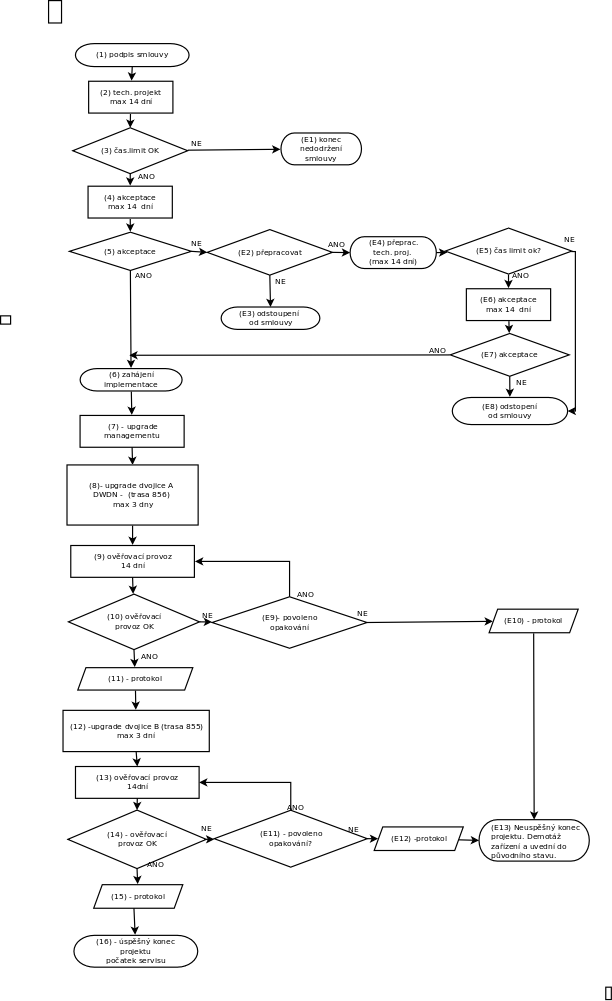 (1) podpis smlouvy
(2) tech. projekt
max 14 dní
(3) čas.limit OK
NE
(E1) konec
nedodržení
smlouvy
ANO
(4) akceptace
max 14  dní
(5) akceptace
NE
(E2) přepracovat
ANO
(E4) přeprac.
tech. proj.
(max 14 dní)
(E5) čas limit ok?
NE
ANO
NE
ANO
(E3) odstoupení
od smlouvy
(E6) akceptace
max 14  dní
(E7) akceptace
ANO
NE
(E8) odstopení
od smlouvy
(6) zahájení
implementace
(7) - upgrade
managementu
(8)- upgrade dvojice A
DWDN -  (trasa 856)
max 3 dny
(9) ověřovací provoz
14 dní
(10) ověřovací
provoz OK
NE
ANO
(E9)- povoleno
opakování
NE
(E10) - protokol
ANO
(11) - protokol
(12) -upgrade dvojice B (trasa 855)
max 3 dní
(13) ověřovací provoz
14dní
(14) - ověřovací
provoz OK
NE
ANO
(E11) - povoleno
opakování?
NE
(E12) -protokol
(E13) Neuspěšný konec
projektu. Demotáž
zařízení a uvední do
původního stavu.
ANO
(15) - protokol
(16) - úspěšný konec
projektu
počatek servisu